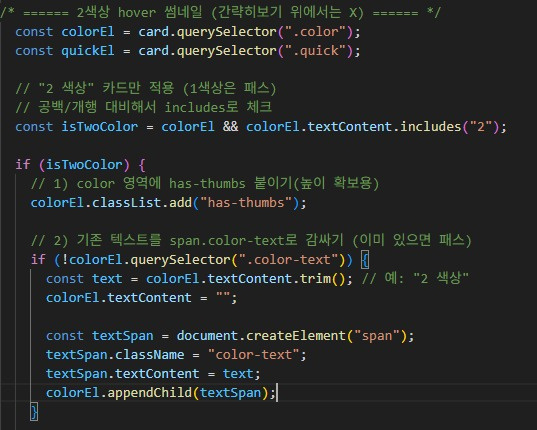 /* ====== 2색상 hover 썸네일 (간략히보기 위에서는 X) ====== */
const colorEl = card.querySelector(".color");
const quickEl = card.querySelector(".quick");
// "2 색상" 카드만 적용 (1색상은 패스)
// 공백/개행 대비해서 includes로 체크
const isTwoColor = colorEl && colorEl.textContent.includes("2");
if (isTwoColor) {
// 1) color 영역에 has-thumbs 붙이기(높이 확보용)
colorEl.classList.add("has-thumbs");
// 2) 기존 텍스트를 span.color-text로 감싸기 (이미 있으면 패스)
if (!colorEl.querySelector(".color-text")) {
const text = colorEl.textContent.trim(); // 예: "2 색상"
colorEl.textContent = "";
const textSpan = document.createElement("span");
textSpan.className = "color-text";
textSpan.textContent = text;
colorEl.appendChild(textSpan);
}